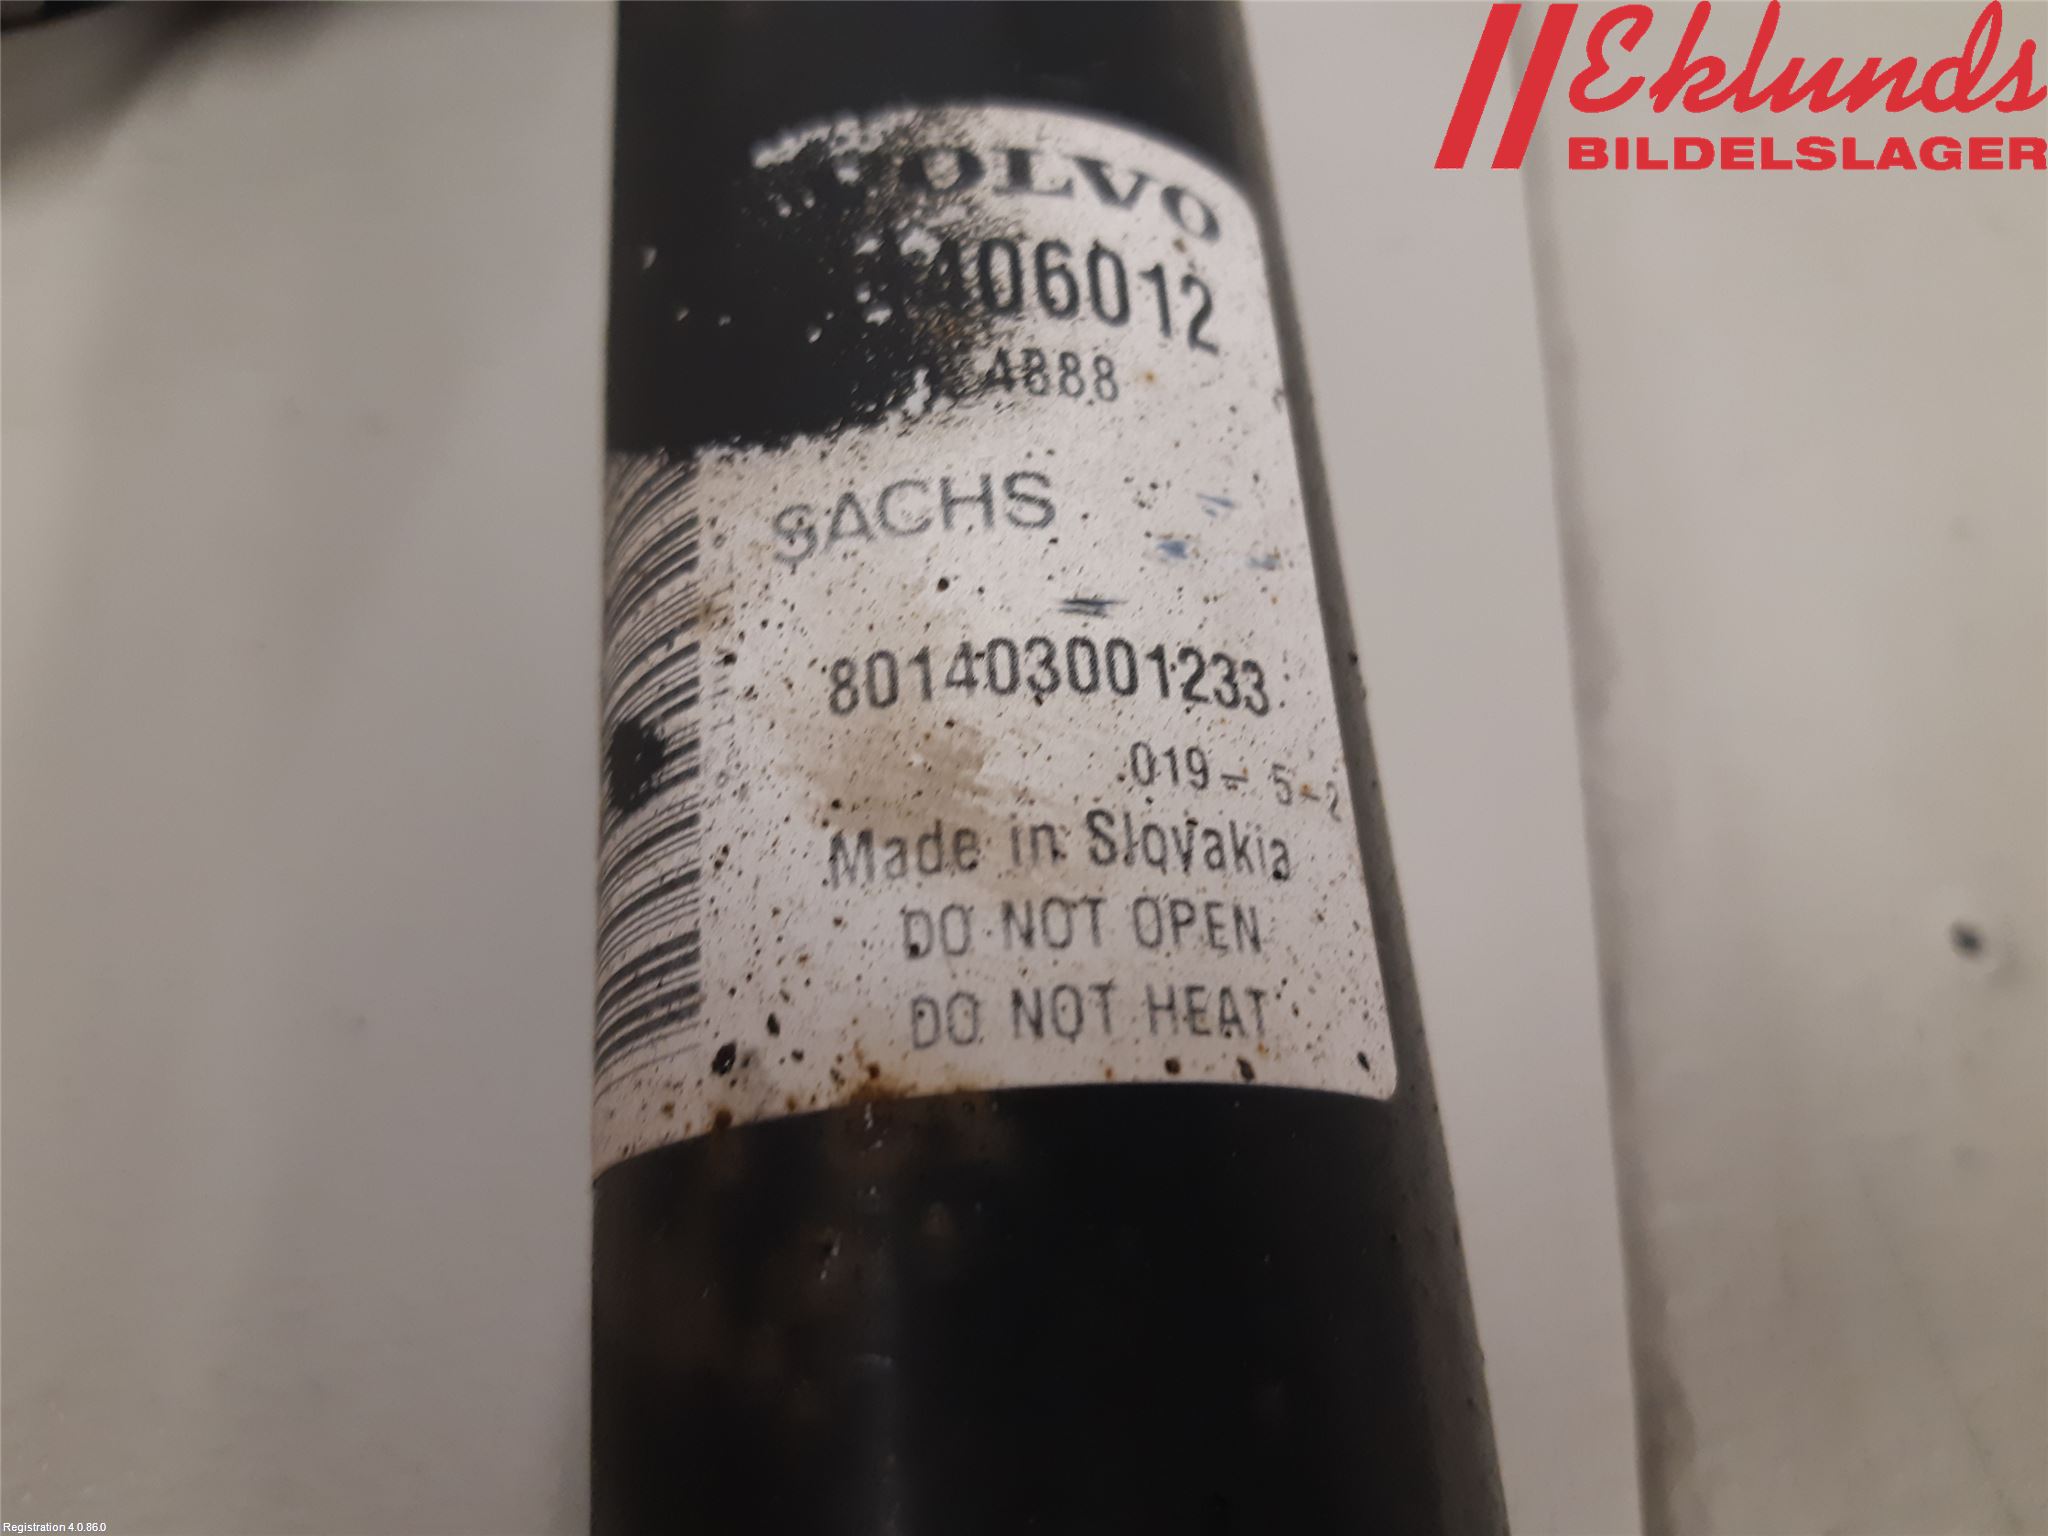 Eklunds
BILDELSLAGER
VOLVO
406012
4888
SACHS
801403001233
019- 5-2
Made in Slovakia
DO NOT OPEN
DO NOT HEAT
Registration 4.0.86.0